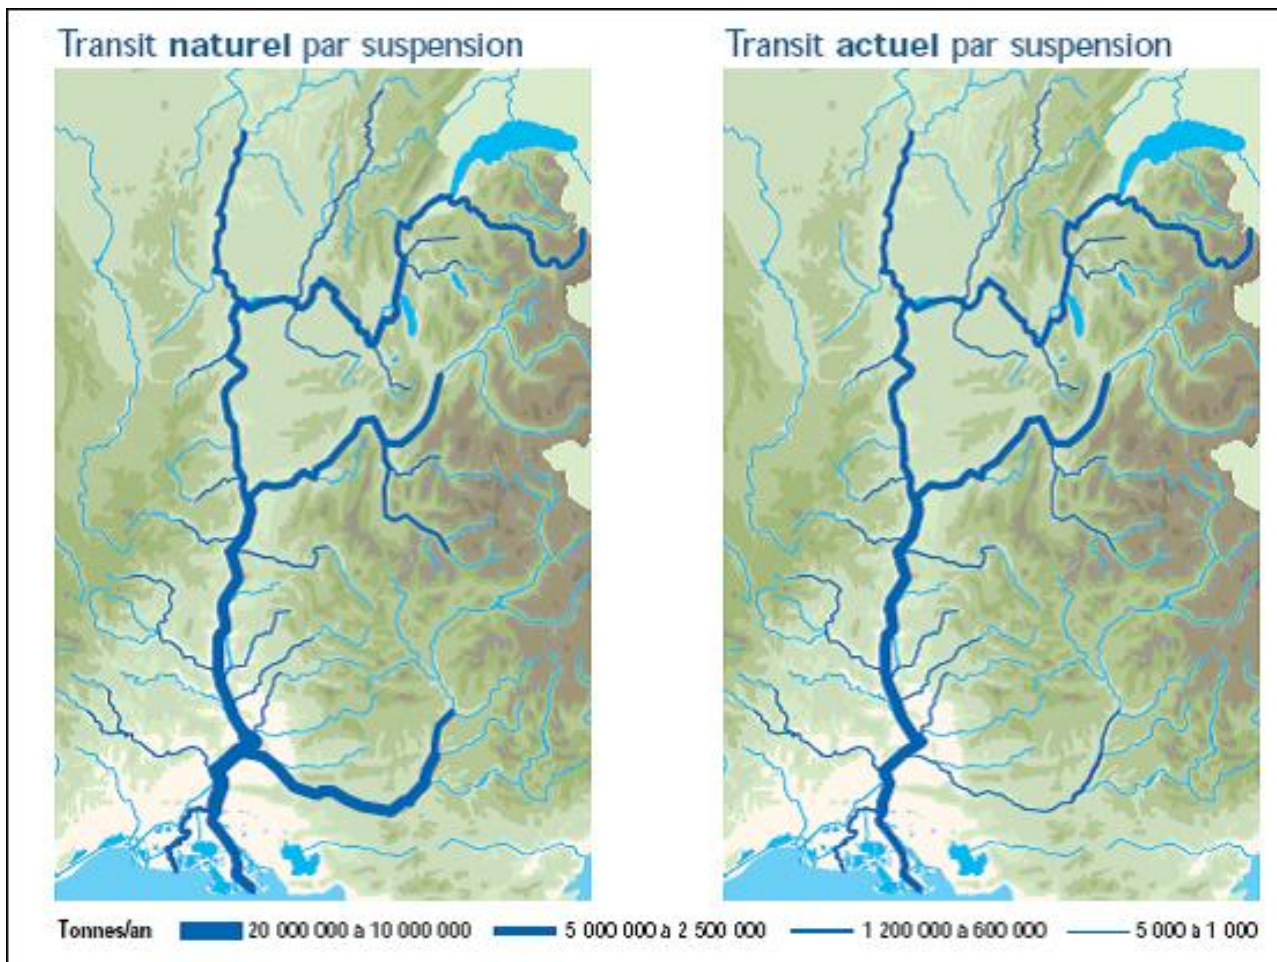 Transit naturel par suspension
Transit actuel par suspension
Tonnes/an 20 000 000 à 10 000 000 5 000 000 à 2 500 000 1 200 000 à 600 000 5 000 à 1 000